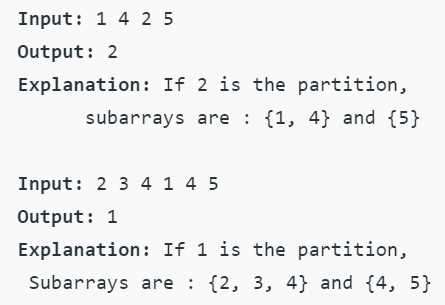 Input: 1 4 2 5
Output: 2
Explanation: If 2 is the partition,
subarrays are : {1, 4} and {5}
Input: 2 3 4 1 4 5
Output: 1
Explanation: If 1 is the partition,
Subarrays are : {2, 3, 4} and {4, 5}